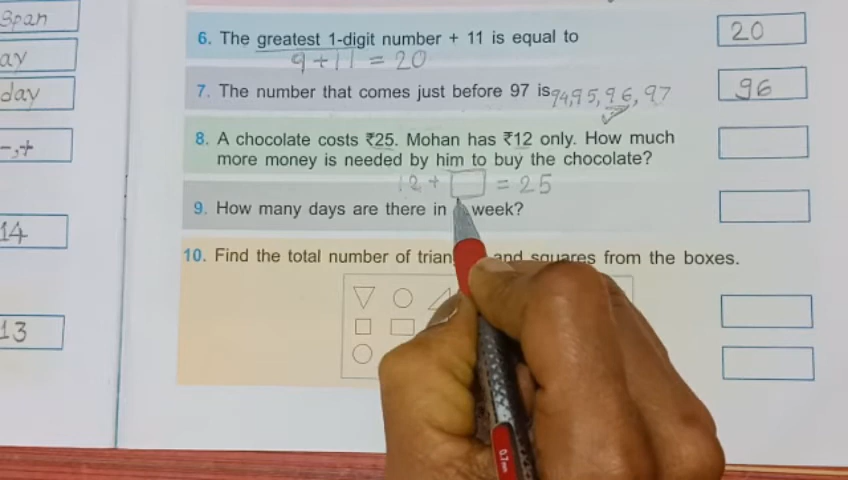 Span
ay
day
-,+
14
13
6. The greatest 1-digit number + 11 is equal to
9+11 = 20
20
7. The number that comes just before 97 is 94,95, 96, 97
96
8. A chocolate costs ₹25. Mohan has ₹12 only. How much
more money is needed by him to buy the chocolate?
12 + = 25
9. How many days are there in week?
10. Find the total number of trian and squares from the boxes.
0.7mm